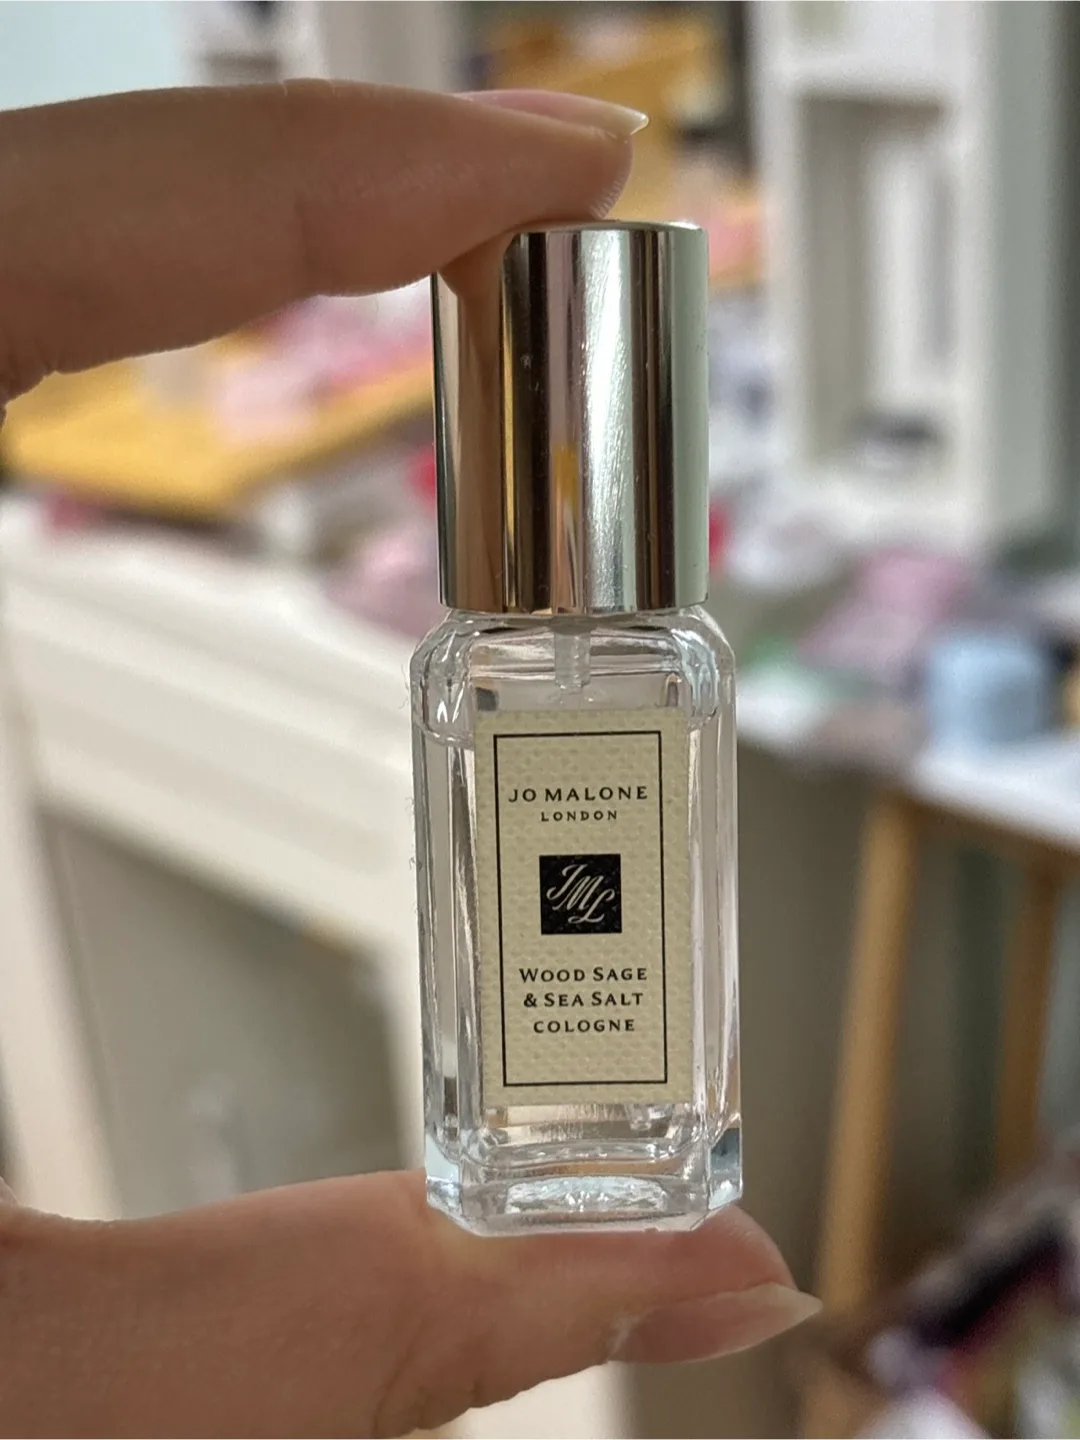 JO MALONE
LONDON
JML
WOOD SAGE
& SEA SALT
COLOGNE